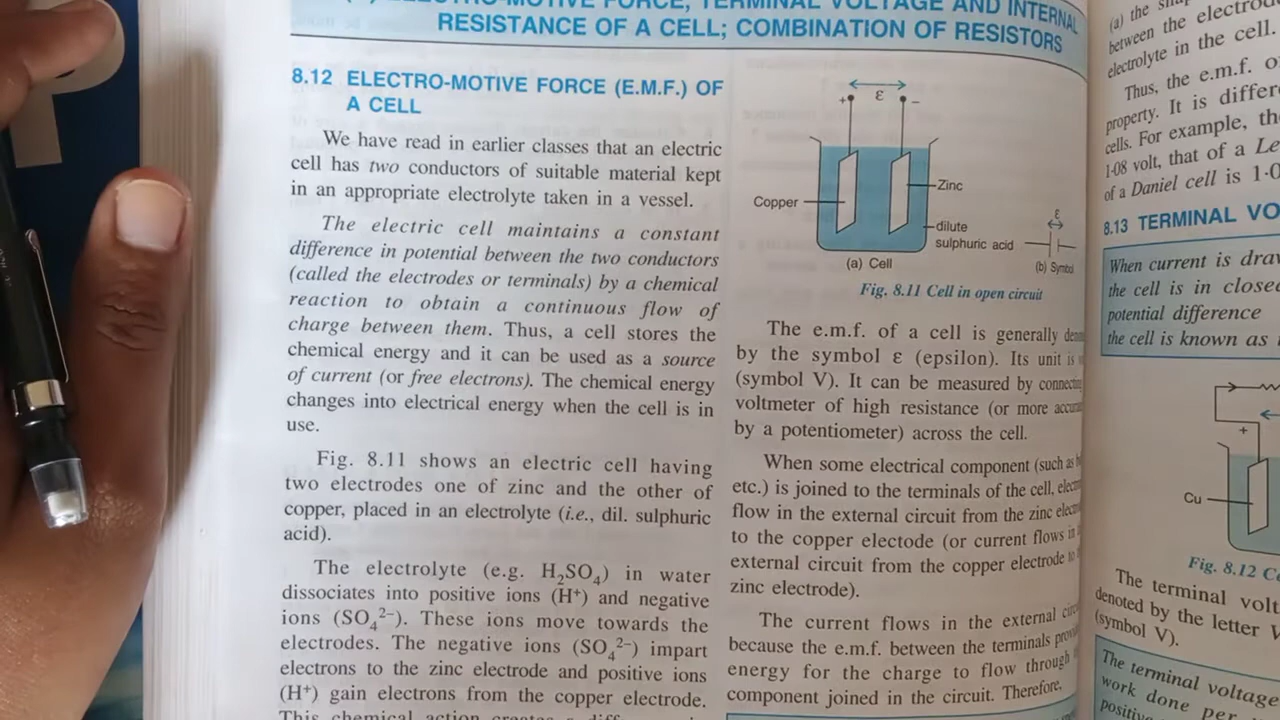 ELECTRO-MOTIVE FORCE, TERMINAL VOLTAGE AND INTERNAL
RESISTANCE OF A CELL; COMBINATION OF RESISTORS
8.12 ELECTRO-MOTIVE FORCE (E.M.F.) OF
A CELL
We have read in earlier classes that an electric
cell has two conductors of suitable material kept
in an appropriate electrolyte taken in a vessel.
The electric cell maintains a constant
difference in potential between the two conductors
(called the electrodes or terminals) by a chemical
reaction to obtain a continuous flow of
charge between them. Thus, a cell stores the
chemical energy and it can be used as a source
of current (or free electrons). The chemical energy
changes into electrical energy when the cell is in
use.
Fig. 8.11 shows an electric cell having
two electrodes one of zinc and the other of
copper, placed in an electrolyte (i.e., dil. sulphuric
acid).
The electrolyte (e.g. H₂SO₄) in water
dissociates into positive ions (H⁺) and negative
ions (SO₄²⁻). These ions move towards the
electrodes. The negative ions (SO₄²⁻) impart
electrons to the zinc electrode and positive ions
(H⁺) gain electrons from the copper electrode.
This chemical action creates a
+ ε –
Copper
Zinc
dilute
sulphuric acid
ε
(a) Cell
(b) Symbol
Fig. 8.11 Cell in open circuit
The e.m.f. of a cell is generally
by the symbol ε (epsilon). Its unit is
(symbol V). It can be measured by
voltmeter of high resistance (or more
by a potentiometer) across the cell.
When some electrical component (such as
etc.) is joined to the terminals of the cell,
flow in the external circuit from the zinc
to the copper electode (or current flows in
external circuit from the copper electrode to
zinc electrode).
The current flows in the external
because the e.m.f. between the terminals
energy for the charge to flow through
component joined in the circuit. Therefore,
(a) the
between the
electrolyte in the cell.
Thus, the e.m.f.
property. It is
cells. For example,
1·08 volt, that of a
of a Daniel cell is
8.13 TERMINAL
When current is
the cell is in
potential difference
the cell is known as
+
Cu
Fig. 8.12
The terminal
denoted by the letter
(symbol V).
The terminal voltage
work done per